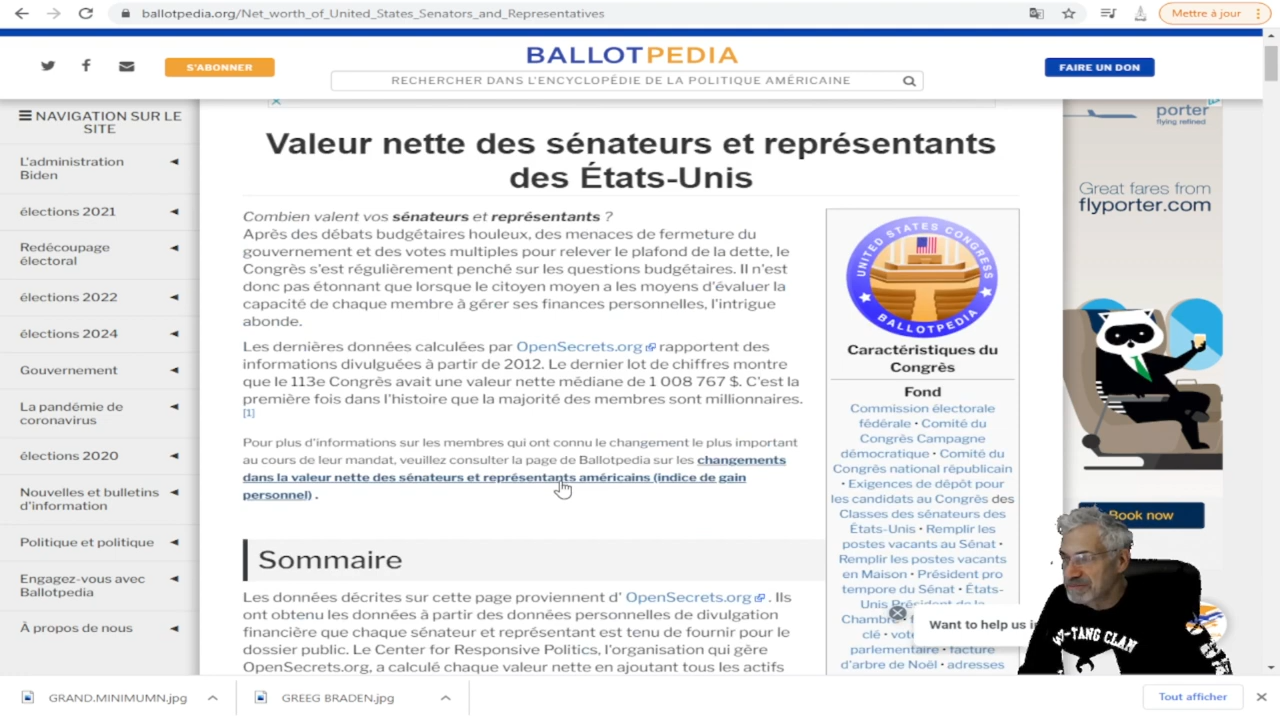 ballotpedia.org/Net_worth_of_United_States_Senators_and_Representatives
Mettre à jour
S'ABONNER
BALLOTPEDIA
RECHERCHER DANS L'ENCYCLOPÉDIE DE LA POLITIQUE AMÉRICAINE
FAIRE UN DON
NAVIGATION SUR LE
SITE
L'administration
Biden
élections 2021
Redécoupage
électoral
élections 2022
élections 2024
Gouvernement
La pandémie de
coronavirus
élections 2020
Nouvelles et bulletins
d'information
Politique et politique
Engagez-vous avec
Ballotpedia
À propos de nous
Valeur nette des sénateurs et représentants
des États-Unis
Combien valent vos sénateurs et représentants ?
Après des débats budgétaires houleux, des menaces de fermeture du
gouvernement et des votes multiples pour relever le plafond de la dette, le
Congrès s'est régulièrement penché sur les questions budgétaires. Il n'est
donc pas étonnant que lorsque le citoyen moyen a les moyens d'évaluer la
capacité de chaque membre à gérer ses finances personnelles, l'intrigue
abonde.
Les dernières données calculées par OpenSecrets.org rapportent des
informations divulguées à partir de 2012. Le dernier lot de chiffres montre
que le 113e Congrès avait une valeur nette médiane de 1 008 767 $. C'est la
première fois dans l'histoire que la majorité des membres sont millionnaires.
[1]
Pour plus d'informations sur les membres qui ont connu le changement le plus important
au cours de leur mandat, veuillez consulter la page de Ballotpedia sur les changements
dans la valeur nette des sénateurs et représentants américains (indice de gain
personnel) .
Sommaire
Les données décrites sur cette page proviennent d' OpenSecrets.org . Ils
ont obtenu les données à partir des données personnelles de divulgation
financière que chaque sénateur et représentant est tenu de fournir pour le
dossier public. Le Center for Responsive Politics, l'organisation qui gère
OpenSecrets.org, a calculé chaque valeur nette en ajoutant tous les actifs
UNITED STATES CONGRESS
BALLOTPEDIA
Caractéristiques du
Congrès
Fond
Commission électorale
fédérale • Comité du
Congrès Campagne
démocratique • Comité du
Congrès national républicain
• Exigences de dépôt pour
les candidats au Congrès des
Classes des sénateurs des
États-Unis • Remplir les
postes vacants au Sénat •
Remplir les postes vacants
en Maison • Président pro
tempore du Sénat • États-
Unis Président de la
Chambre
clé • vote
parlementaire • facture
d'arbre de Noël • adresses
porter
flying refined
Great fares from
flyporter.com
Book now
Want to help us
WU-TANG CLAN
GRAND.MINIMUMN.jpg
GREEG BRADEN.jpg
Tout afficher